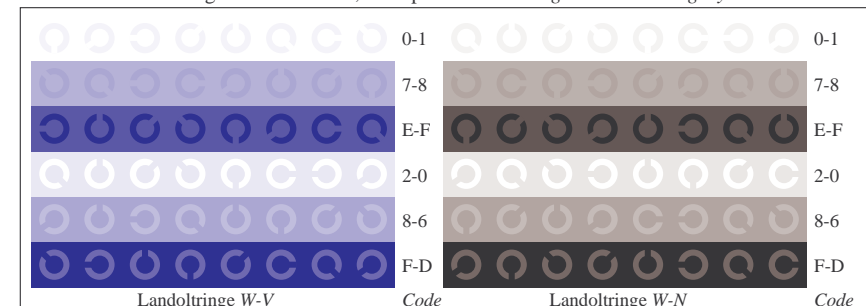 0-1 0-1
7-8 7-8
E-F E-F
2-0 2-0
8-6 8-6
F-D F-D
Landoltringe W-V Code Landoltringe W-N Code